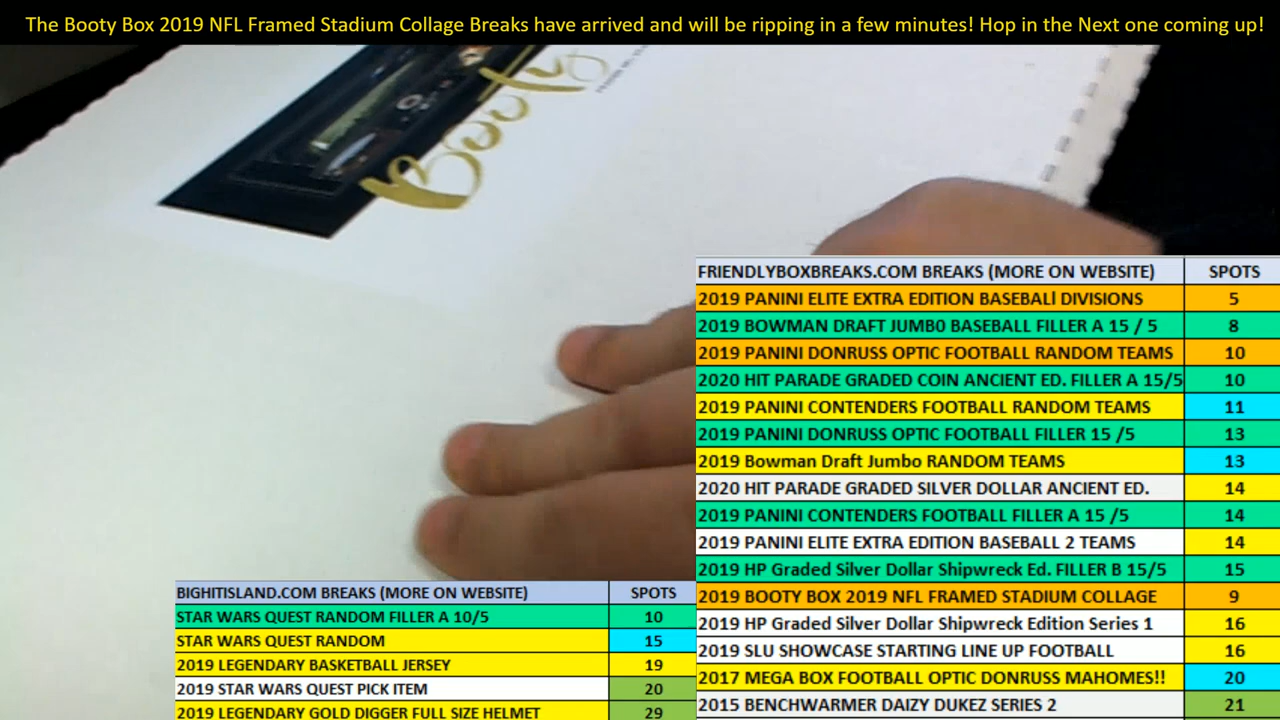 The Booty Box 2019 NFL Framed Stadium Collage Breaks have arrived and will be ripping in a few minutes! Hop in the Next one coming up!
Booty
FRIENDLYBOXBREAKS.COM BREAKS (MORE ON WEBSITE) SPOTS
2019 PANINI ELITE EXTRA EDITION BASEBALl DIVISIONS 5
2019 BOWMAN DRAFT JUMB0 BASEBALL FILLER A 15 / 5 8
2019 PANINI DONRUSS OPTIC FOOTBALL RANDOM TEAMS 10
2020 HIT PARADE GRADED COIN ANCIENT ED. FILLER A 15/5 10
2019 PANINI CONTENDERS FOOTBALL RANDOM TEAMS 11
2019 PANINI DONRUSS OPTIC FOOTBALL FILLER 15 /5 13
2019 Bowman Draft Jumbo RANDOM TEAMS 13
2020 HIT PARADE GRADED SILVER DOLLAR ANCIENT ED. 14
2019 PANINI CONTENDERS FOOTBALL FILLER A 15 /5 14
2019 PANINI ELITE EXTRA EDITION BASEBALL 2 TEAMS 14
2019 HP Graded Silver Dollar Shipwreck Ed. FILLER B 15/5 15
2019 BOOTY BOX 2019 NFL FRAMED STADIUM COLLAGE 9
2019 HP Graded Silver Dollar Shipwreck Edition Series 1 16
2019 SLU SHOWCASE STARTING LINE UP FOOTBALL 16
2017 MEGA BOX FOOTBALL OPTIC DONRUSS MAHOMES!! 20
2015 BENCHWARMER DAIZY DUKEZ SERIES 2 21
BIGHITISLAND.COM BREAKS (MORE ON WEBSITE) SPOTS
STAR WARS QUEST RANDOM FILLER A 10/5 10
STAR WARS QUEST RANDOM 15
2019 LEGENDARY BASKETBALL JERSEY 19
2019 STAR WARS QUEST PICK ITEM 20
2019 LEGENDARY GOLD DIGGER FULL SIZE HELMET 29